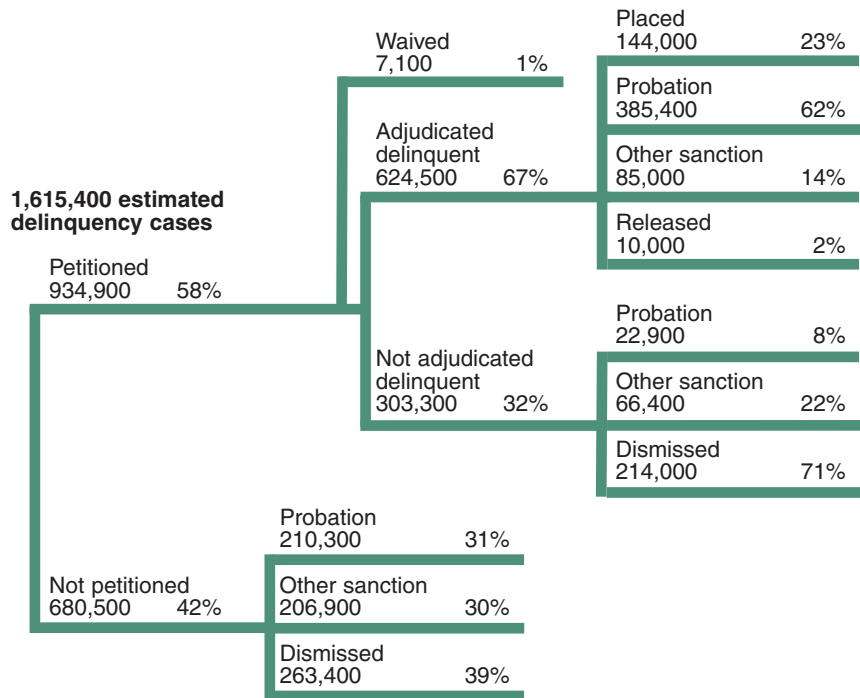 Waived
7,100 1%
Adjudicated
delinquent
624,500 67%
Placed
144,000 23%
Probation
385,400 62%
Other sanction
85,000 14%
Released
10,000 2%
1,615,400 estimated
delinquency cases
Petitioned
934,900 58%
Not adjudicated
delinquent
303,300 32%
Probation
22,900 8%
Other sanction
66,400 22%
Dismissed
214,000 71%
Not petitioned
680,500 42%
Probation
210,300 31%
Other sanction
206,900 30%
Dismissed
263,400 39%